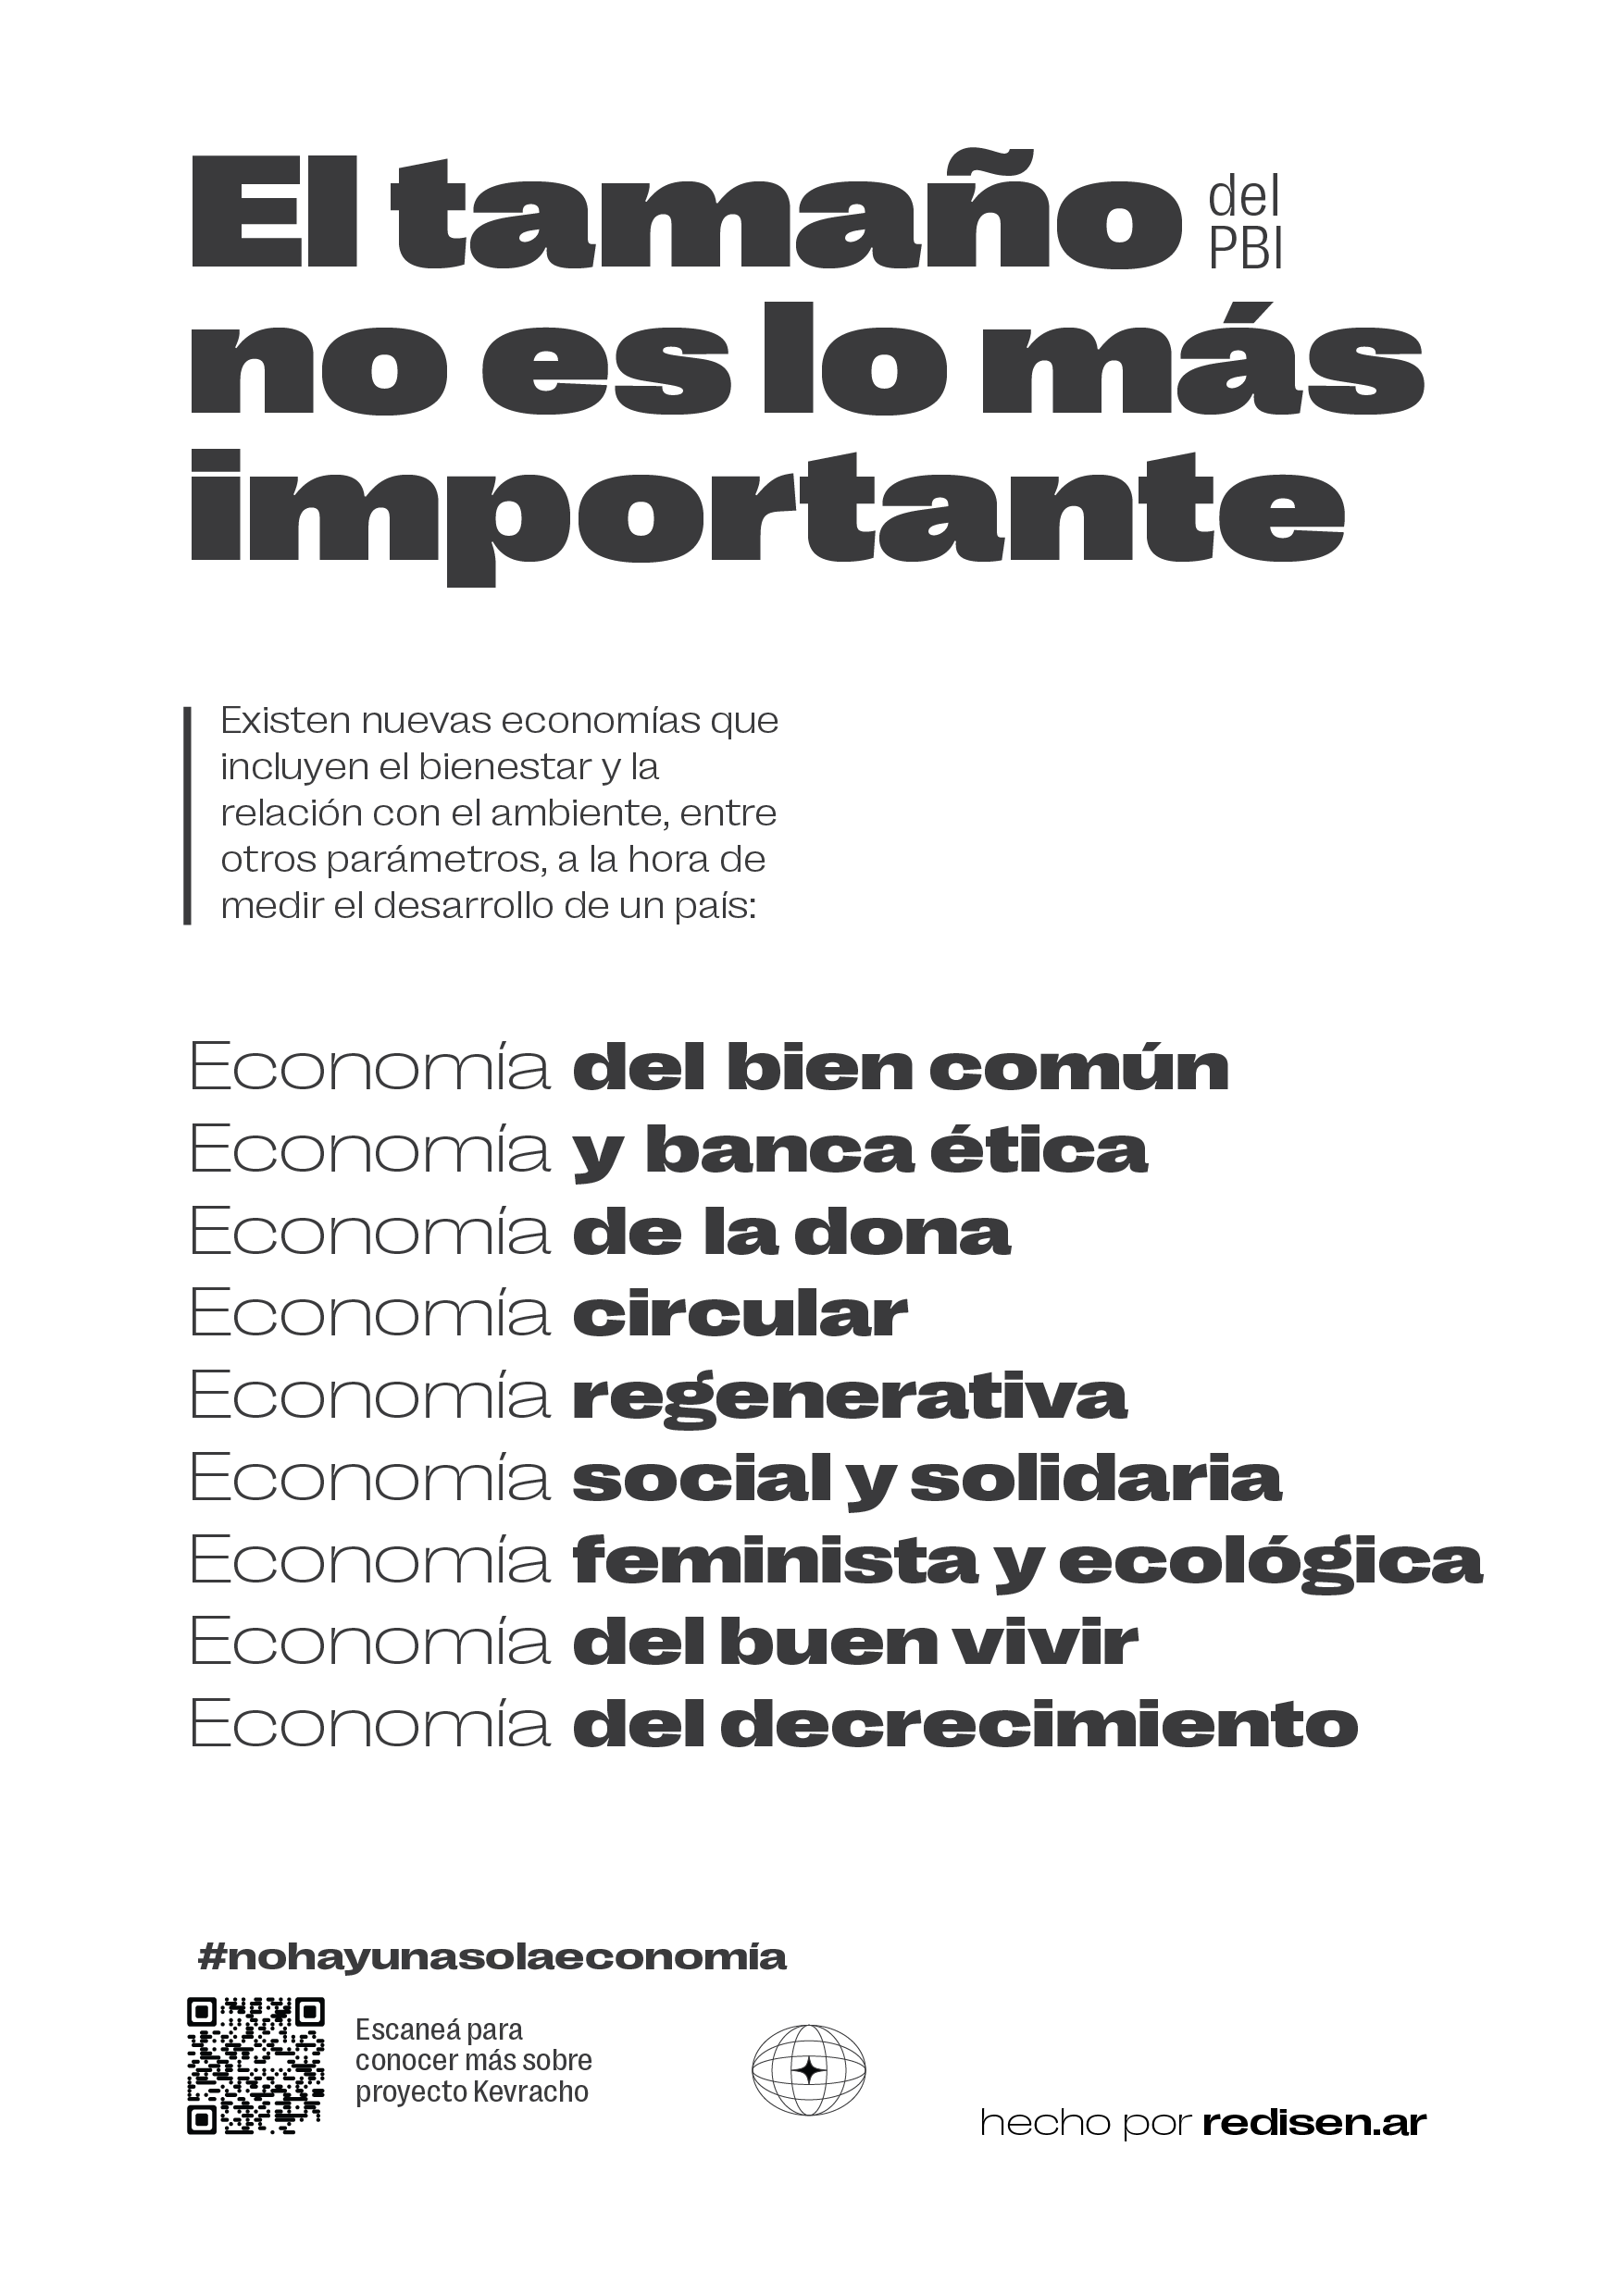 El tamaño del PBI
no es lo más
importante
Existen nuevas economías que
incluyen el bienestar y la
relación con el ambiente, entre
otros parámetros, a la hora de
medir el desarrollo de un país:
Economía del bien común
Economía y banca ética
Economía de la dona
Economía circular
Economía regenerativa
Economía social y solidaria
Economía feminista y ecológica
Economía del buen vivir
Economía del decrecimiento
#nohayunasolaeconomía
Escaneá para
conocer más sobre
proyecto Kevracho
hecho por redisen.ar